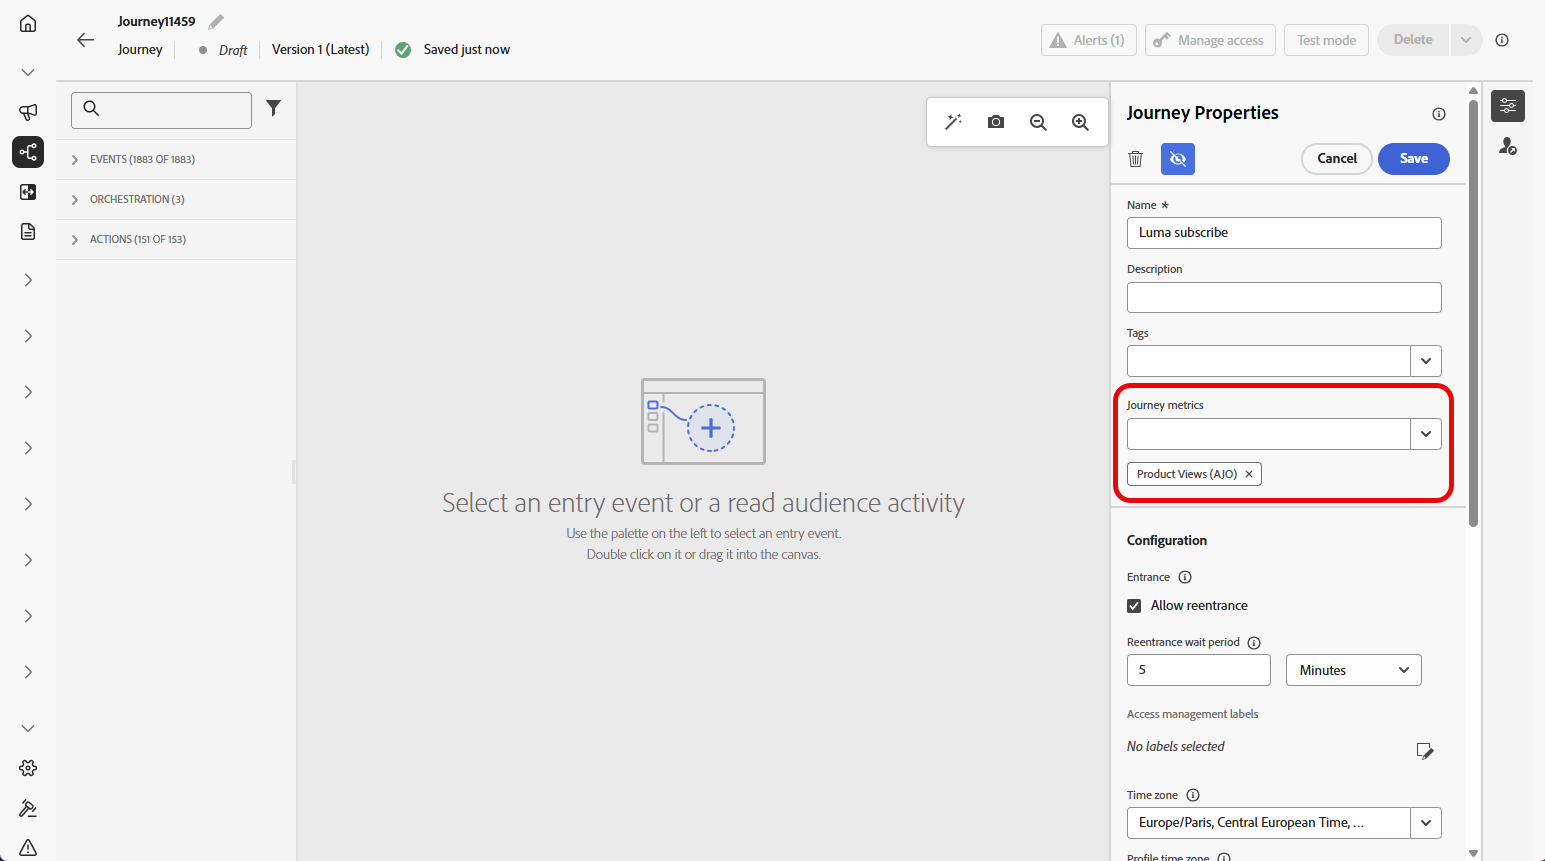 Journey11459
Journey
Draft
Version 1 (Latest)
Saved just now
Alerts (1)
Manage access
Test mode
Delete
EVENTS (1883 OF 1883)
ORCHESTRATION (3)
ACTIONS (151 OF 153)
Select an entry event or a read audience activity
Use the palette on the left to select an entry event.
Double click on it or drag it into the canvas.
Journey Properties
Cancel
Save
Name *
Luma subscribe
Description
Tags
Journey metrics
Product Views (AJO)
Configuration
Entrance
Allow reentrance
Reentrance wait period
5
Minutes
Access management labels
No labels selected
Time zone
Europe/Paris, Central European Time, ...
Profile time zone